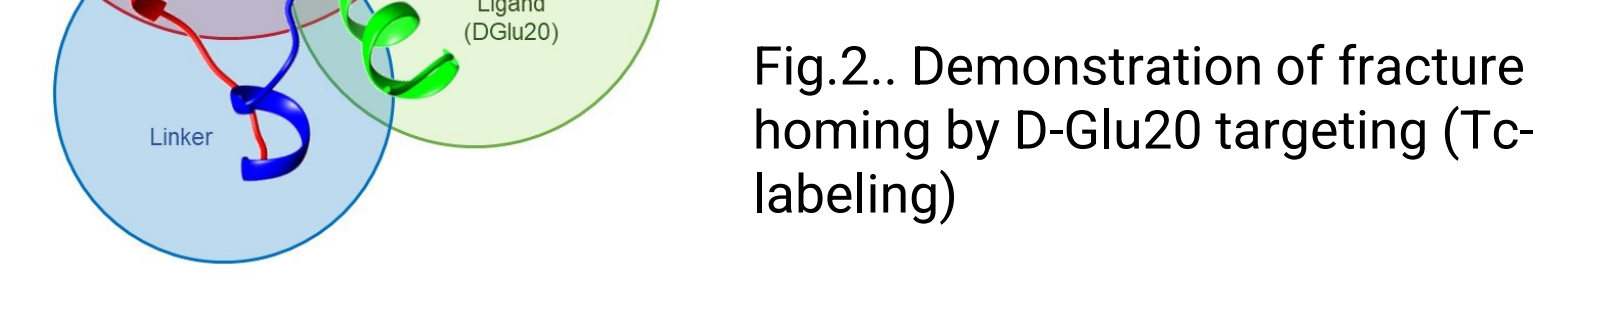 Ligand
(DGlu20)
Linker
Fig.2.. Demonstration of fracture
homing by D-Glu20 targeting (Tc-
labeling)